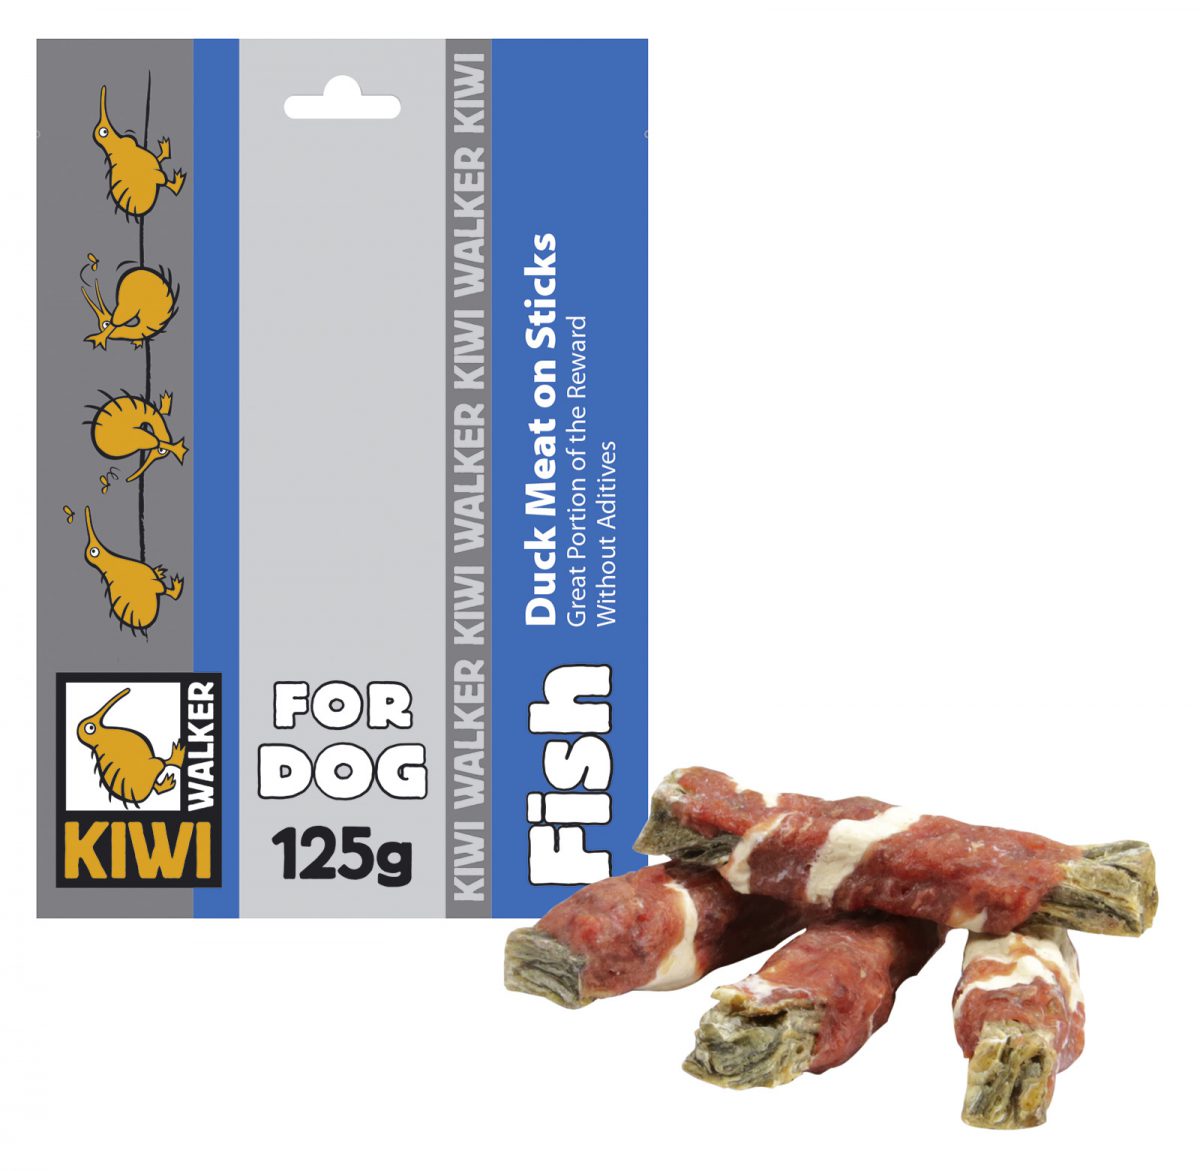 KIWI
WALKER
FOR
DOG
125g
KIWI WALKER KIWI WALKER KIWI WALKER KIWI
Fish
Duck Meat on Sticks
Great Portion of the Reward
Without Aditives